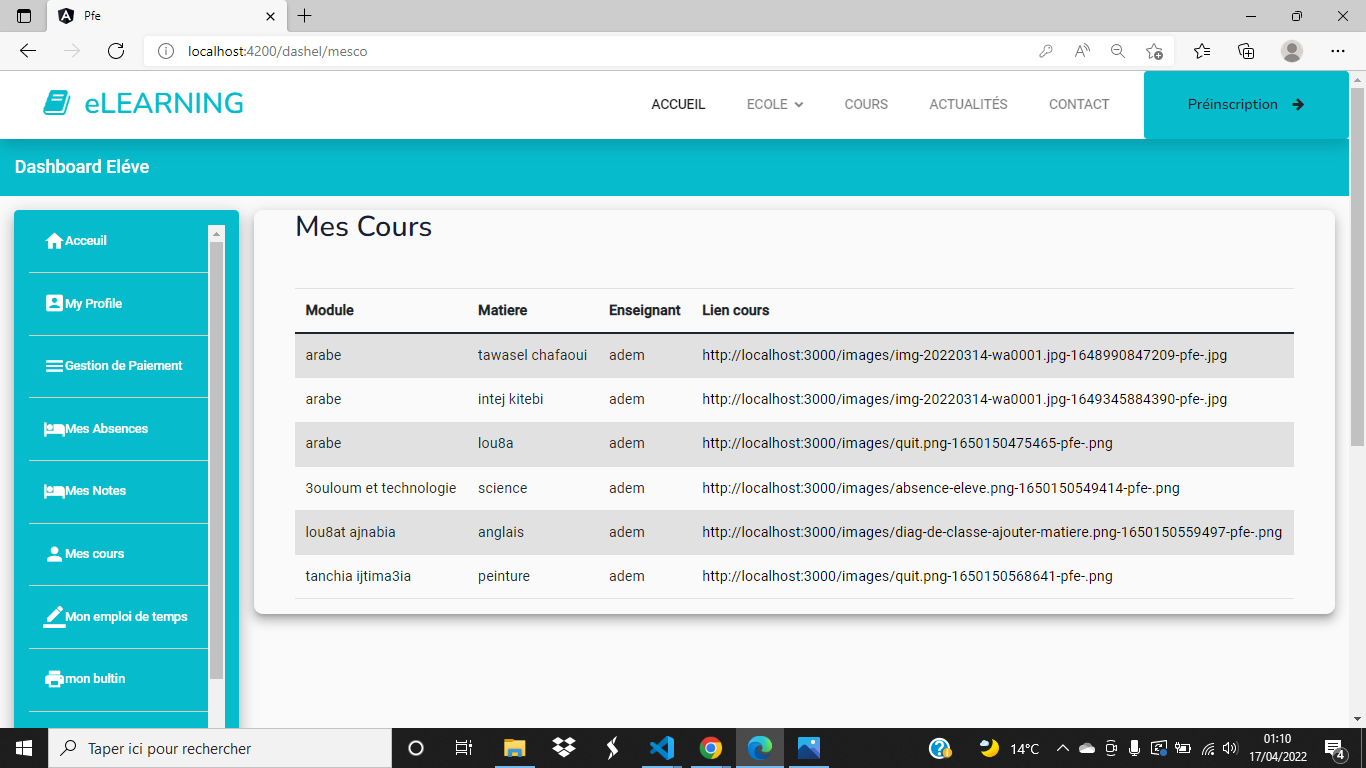 Pfe
localhost:4200/dashel/mesco
eLEARNING
ACCUEIL ECOLE COURS ACTUALITÉS CONTACT Préinscription
Dashboard Eléve
Acceuil
My Profile
Gestion de Paiement
Mes Absences
Mes Notes
Mes cours
Mon emploi de temps
mon bultin
Mes Cours
Module Matiere Enseignant Lien cours
arabe tawasel chafaoui adem http://localhost:3000/images/img-20220314-wa0001.jpg-1648990847209-pfe-.jpg
arabe intej kitebi adem http://localhost:3000/images/img-20220314-wa0001.jpg-1649345884390-pfe-.jpg
arabe lou8a adem http://localhost:3000/images/quit.png-1650150475465-pfe-.png
3ouloum et technologie science adem http://localhost:3000/images/absence-eleve.png-1650150549414-pfe-.png
lou8at ajnabia anglais adem http://localhost:3000/images/diag-de-classe-ajouter-matiere.png-1650150559497-pfe-.png
tanchia ijtima3ia peinture adem http://localhost:3000/images/quit.png-1650150568641-pfe-.png
Taper ici pour rechercher
14°C
01:10
17/04/2022
4